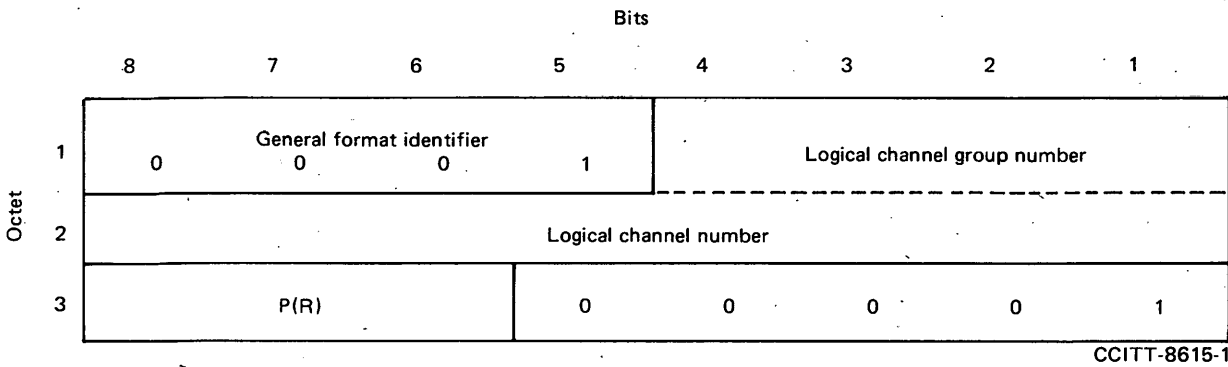 Bits
8 7 6 5 4 3 2 1
General format identifier
1 0 0 0 1 Logical channel group number
Octet
2 Logical channel number
3 P(R) 0 0 0 0 1
CCITT-8615-1